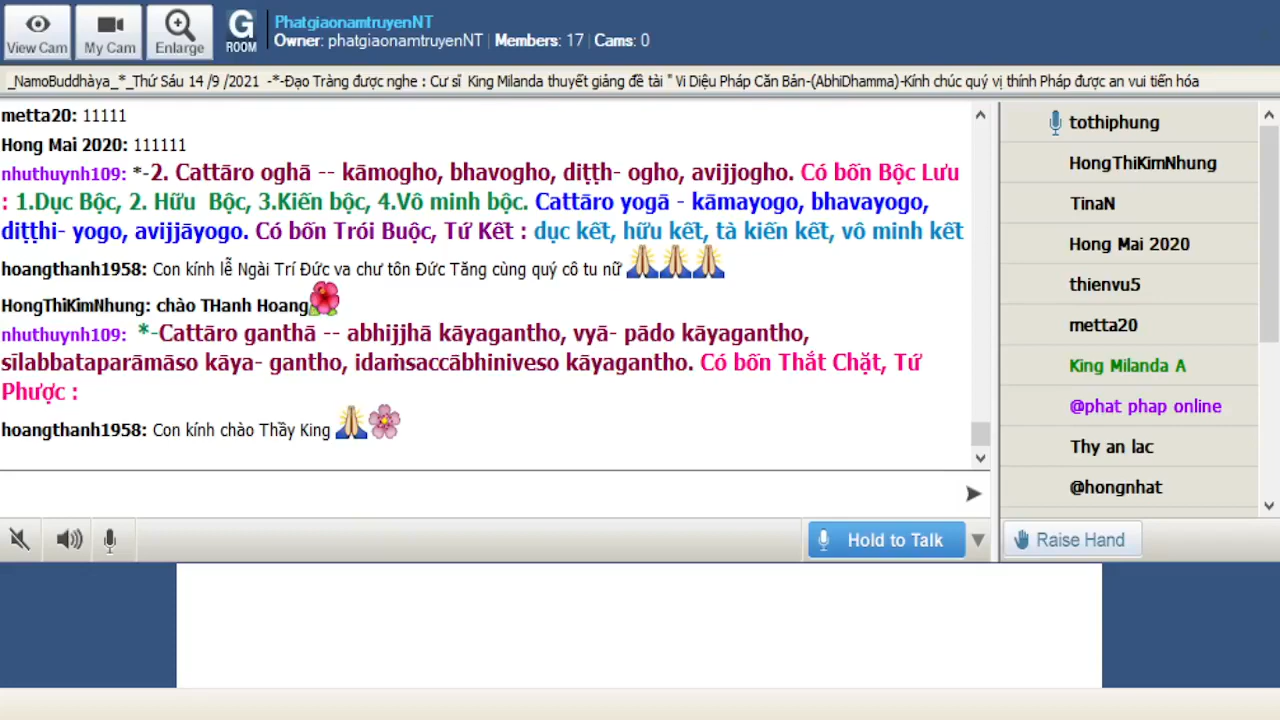 View Cam
My Cam
Enlarge
G
ROOM
PhatgiaonamtruyenNT
Owner: phatgiaonamtruyenNT | Members: 17 | Cams: 0
_NamoBuddhàya_*_Thứ Sáu 14 /9 /2021 -*-Đạo Tràng được nghe : Cư sĩ King Milanda thuyết giảng đề tài " Vi Diệu Pháp Căn Bản-(AbhiDhamma)-Kính chúc quý vị thính Pháp được an vui tiến hóa
metta20: 11111
Hong Mai 2020: 111111
nhuthuynh109: *-2. Cattāro oghā -- kāmogho, bhavogho, diṭṭh- ogho, avijjogho. Có bốn Bộc Lưu
: 1.Dục Bộc, 2. Hữu Bộc, 3.Kiến bộc, 4.Vô minh bộc. Cattāro yogā - kāmayogo, bhavayogo,
diṭṭhi- yogo, avijjāyogo. Có bốn Trói Buộc, Tứ Kết : dục kết, hữu kết, tà kiến kết, vô minh kết
hoangthanh1958: Con kính lễ Ngài Trí Đức va chư tôn Đức Tăng cùng quý cô tu nữ
HongThiKimNhung: chào THanh Hoang
nhuthuynh109: *-Cattāro ganthā -- abhijjhā kāyagantho, vyā- pādo kāyagantho,
sīlabbataparāmāso kāya- gantho, idaṁsaccābhiniveso kāyagantho. Có bốn Thắt Chặt, Tứ
Phược :
hoangthanh1958: Con kính chào Thầy King
tothiphung
HongThiKimNhung
TinaN
Hong Mai 2020
thienvu5
metta20
King Milanda A
@phat phap online
Thy an lac
@hongnhat
Hold to Talk
Raise Hand